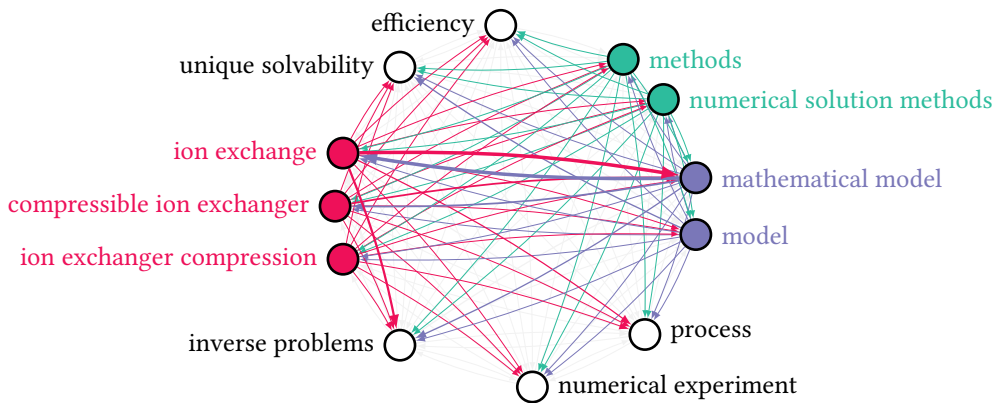 efficiency
methods
unique solvability
numerical solution methods
ion exchange
mathematical model
compressible ion exchanger
model
ion exchanger compression
process
inverse problems
numerical experiment